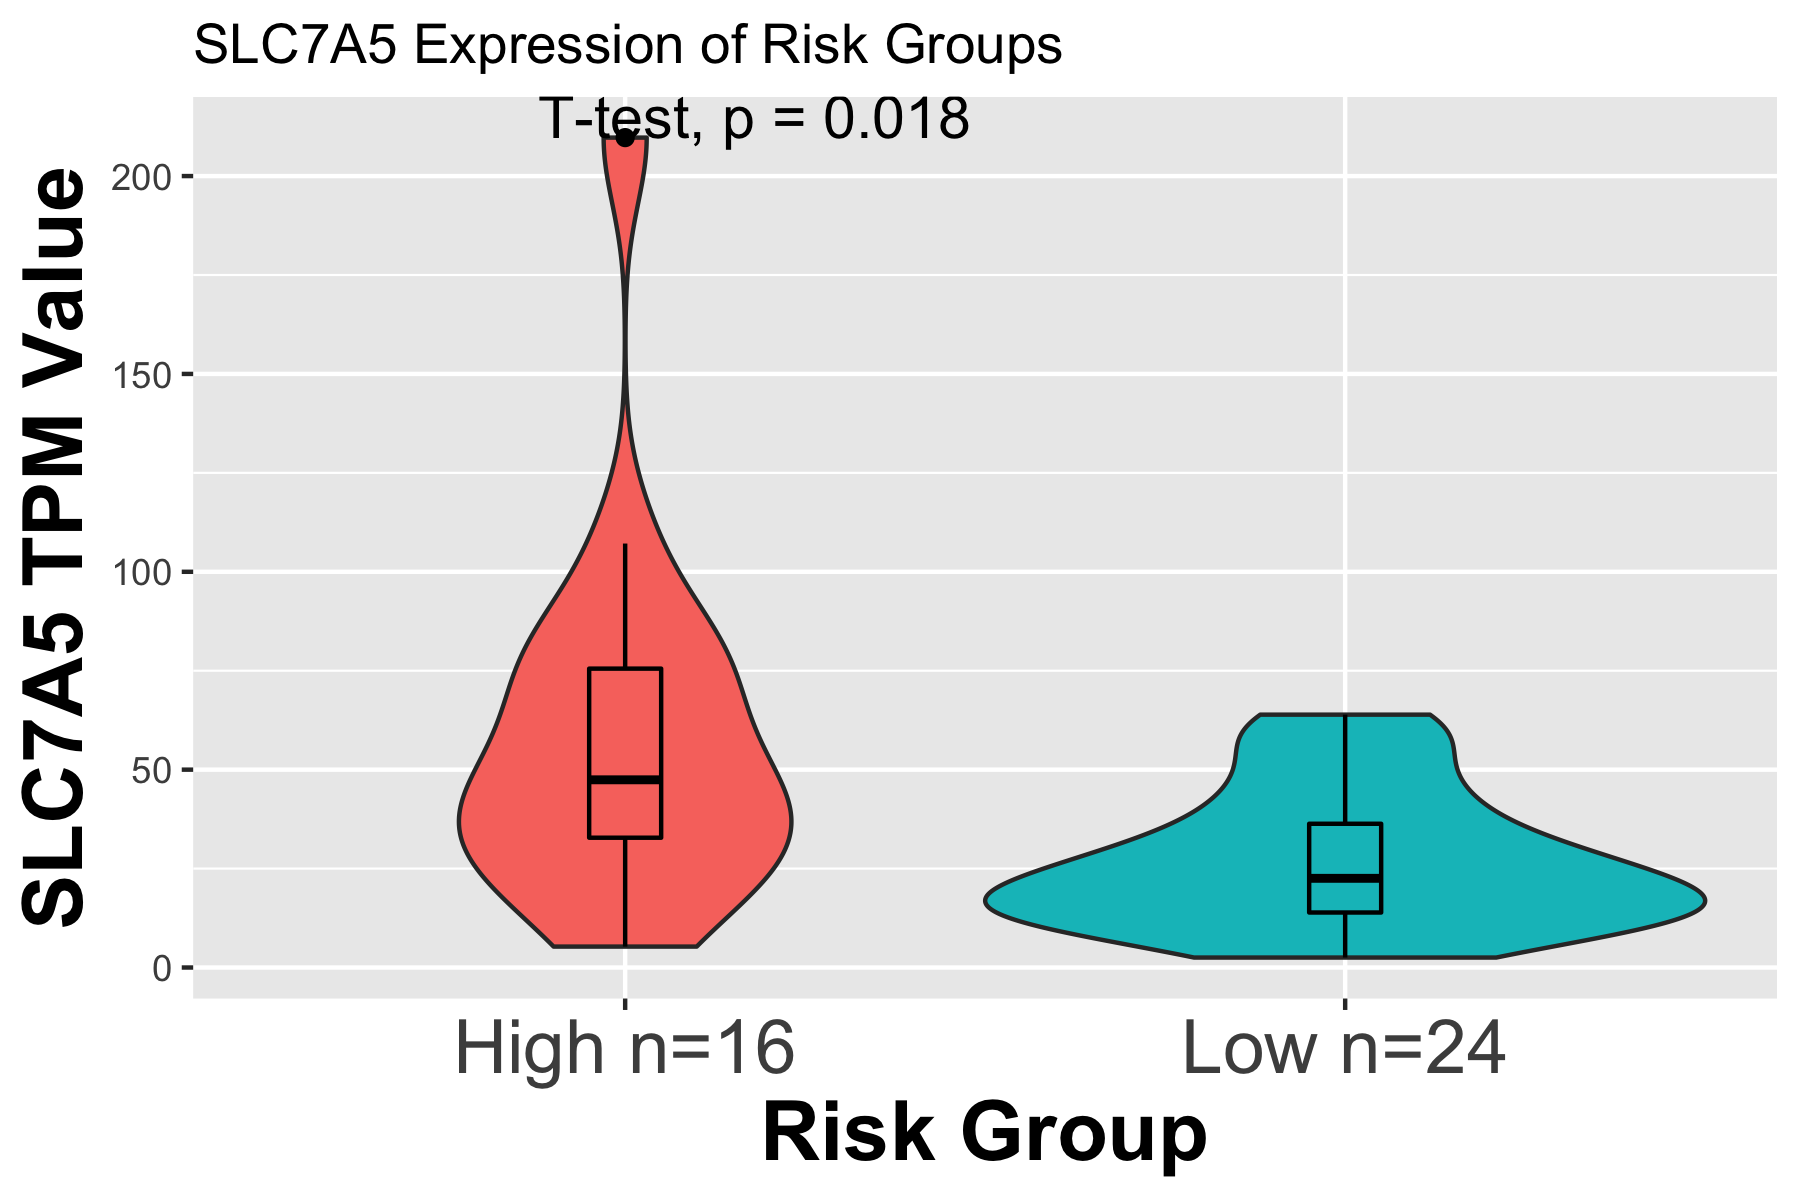 SLC7A5 Expression of Risk Groups
T-test, p = 0.018
SLC7A5 TPM Value
200
150
100
50
0
High n=16
Low n=24
Risk Group